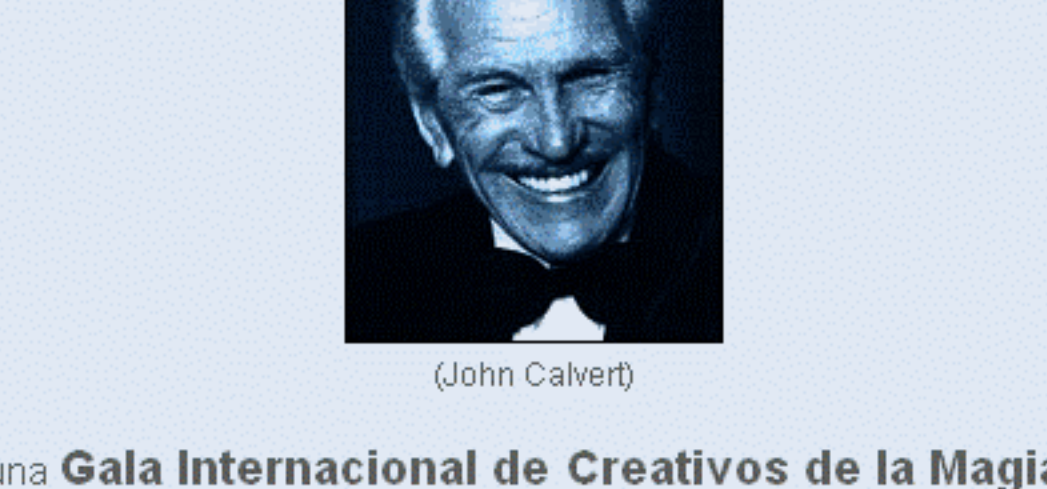 (John Calvert)
una Gala Internacional de Creativos de la Magia